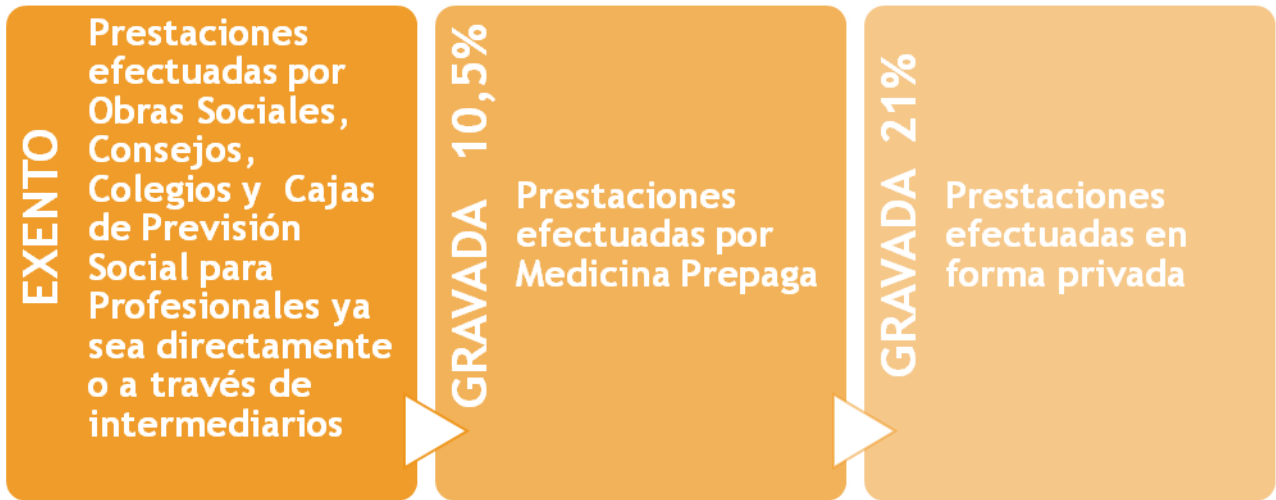 EXENTO
Prestaciones
efectuadas por
Obras Sociales,
Consejos,
Colegios y  Cajas
de Previsión
Social para
Profesionales ya
sea directamente
o a través de
intermediarios
GRAVADA  10,5%
Prestaciones
efectuadas por
Medicina Prepaga
GRAVADA  21%
Prestaciones
efectuadas en
forma privada